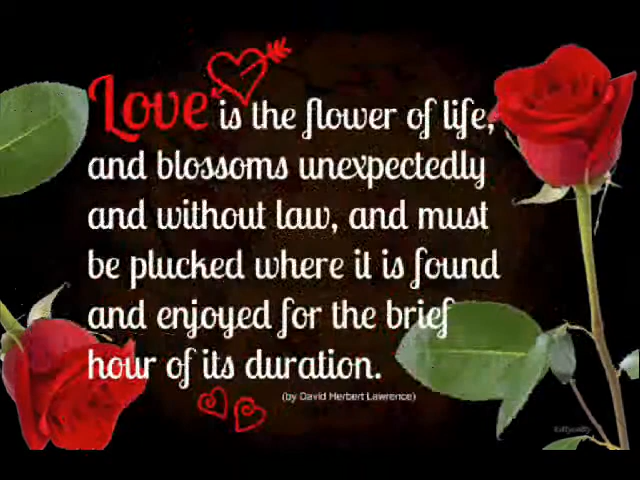 Love is the flower of life,
and blossoms unexpectedly
and without law, and must
be plucked where it is found
and enjoyed for the brief
hour of its duration.
(by David Herbert Lawrence)